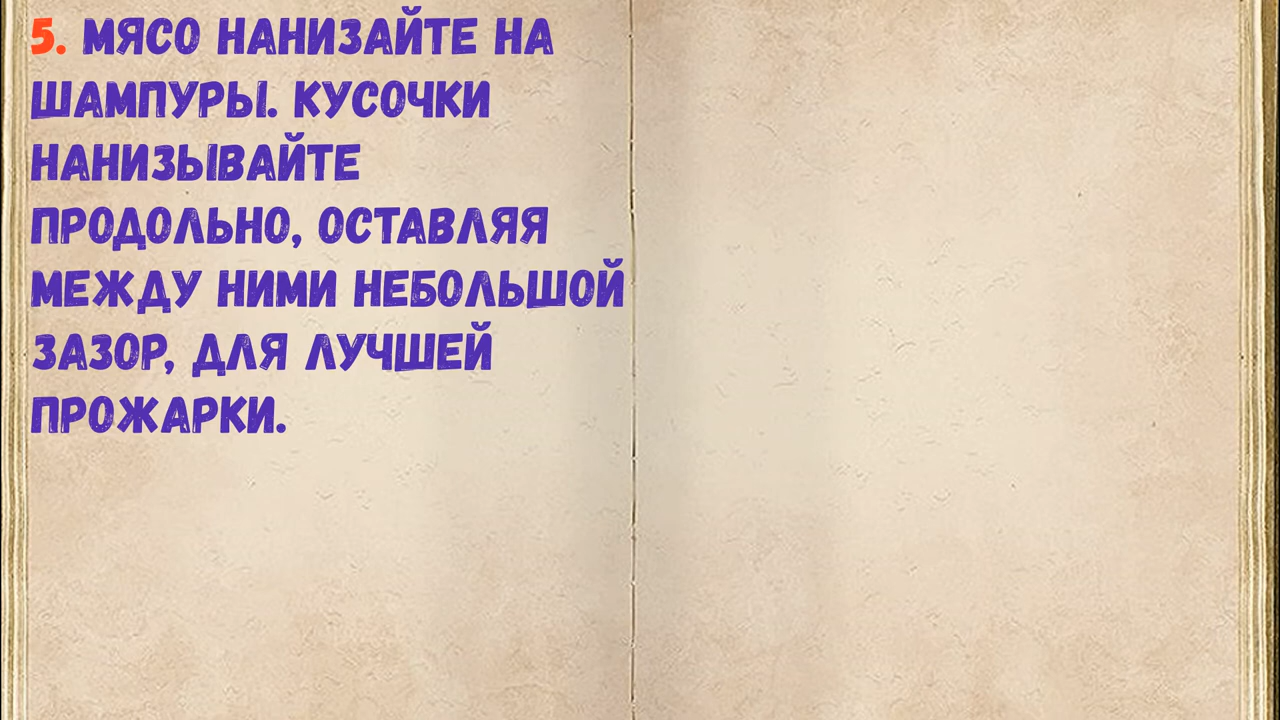 5. МЯСО НАНИЗАЙТЕ НА
ШАМПУРЫ. КУСОЧКИ
НАНИЗЫВАЙТЕ
ПРОДОЛЬНО, ОСТАВЛЯЯ
МЕЖДУ НИМИ НЕБОЛЬШОЙ
ЗАЗОР, ДЛЯ ЛУЧШЕЙ
ПРОЖАРКИ.